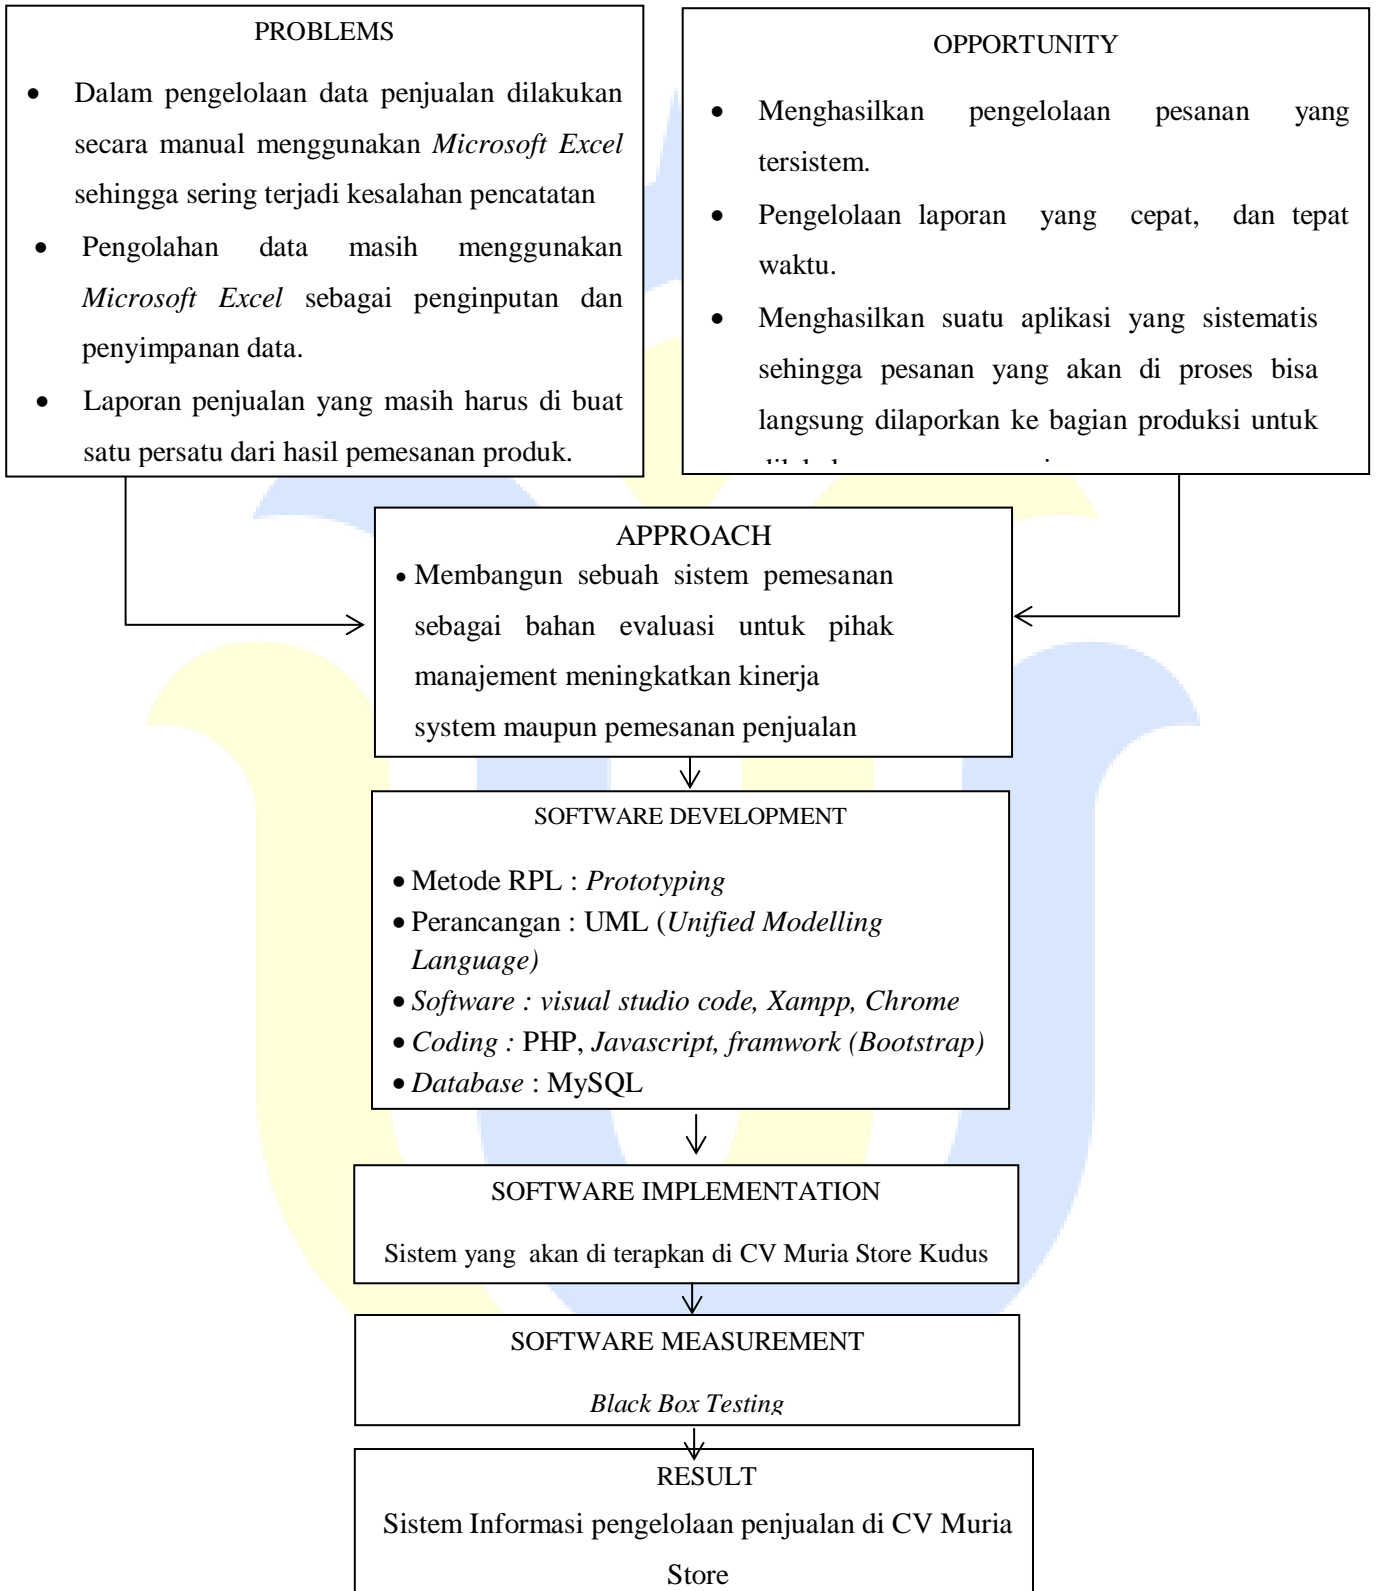 PROBLEMS
• Dalam pengelolaan data penjualan dilakukan
secara manual menggunakan Microsoft Excel
sehingga sering terjadi kesalahan pencatatan
• Pengolahan data masih menggunakan
Microsoft Excel sebagai penginputan dan
penyimpanan data.
• Laporan penjualan yang masih harus di buat
satu persatu dari hasil pemesanan produk.
OPPORTUNITY
• Menghasilkan pengelolaan pesanan yang
tersistem.
• Pengelolaan laporan yang cepat, dan tepat
waktu.
• Menghasilkan suatu aplikasi yang sistematis
sehingga pesanan yang akan di proses bisa
langsung dilaporkan ke bagian produksi untuk
APPROACH
• Membangun sebuah sistem pemesanan
sebagai bahan evaluasi untuk pihak
manajement meningkatkan kinerja
system maupun pemesanan penjualan
SOFTWARE DEVELOPMENT
• Metode RPL : Prototyping
• Perancangan : UML (Unified Modelling
Language)
• Software : visual studio code, Xampp, Chrome
• Coding : PHP, Javascript, framwork (Bootstrap)
• Database : MySQL
SOFTWARE IMPLEMENTATION
Sistem yang akan di terapkan di CV Muria Store Kudus
SOFTWARE MEASUREMENT
Black Box Testing
RESULT
Sistem Informasi pengelolaan penjualan di CV Muria
Store